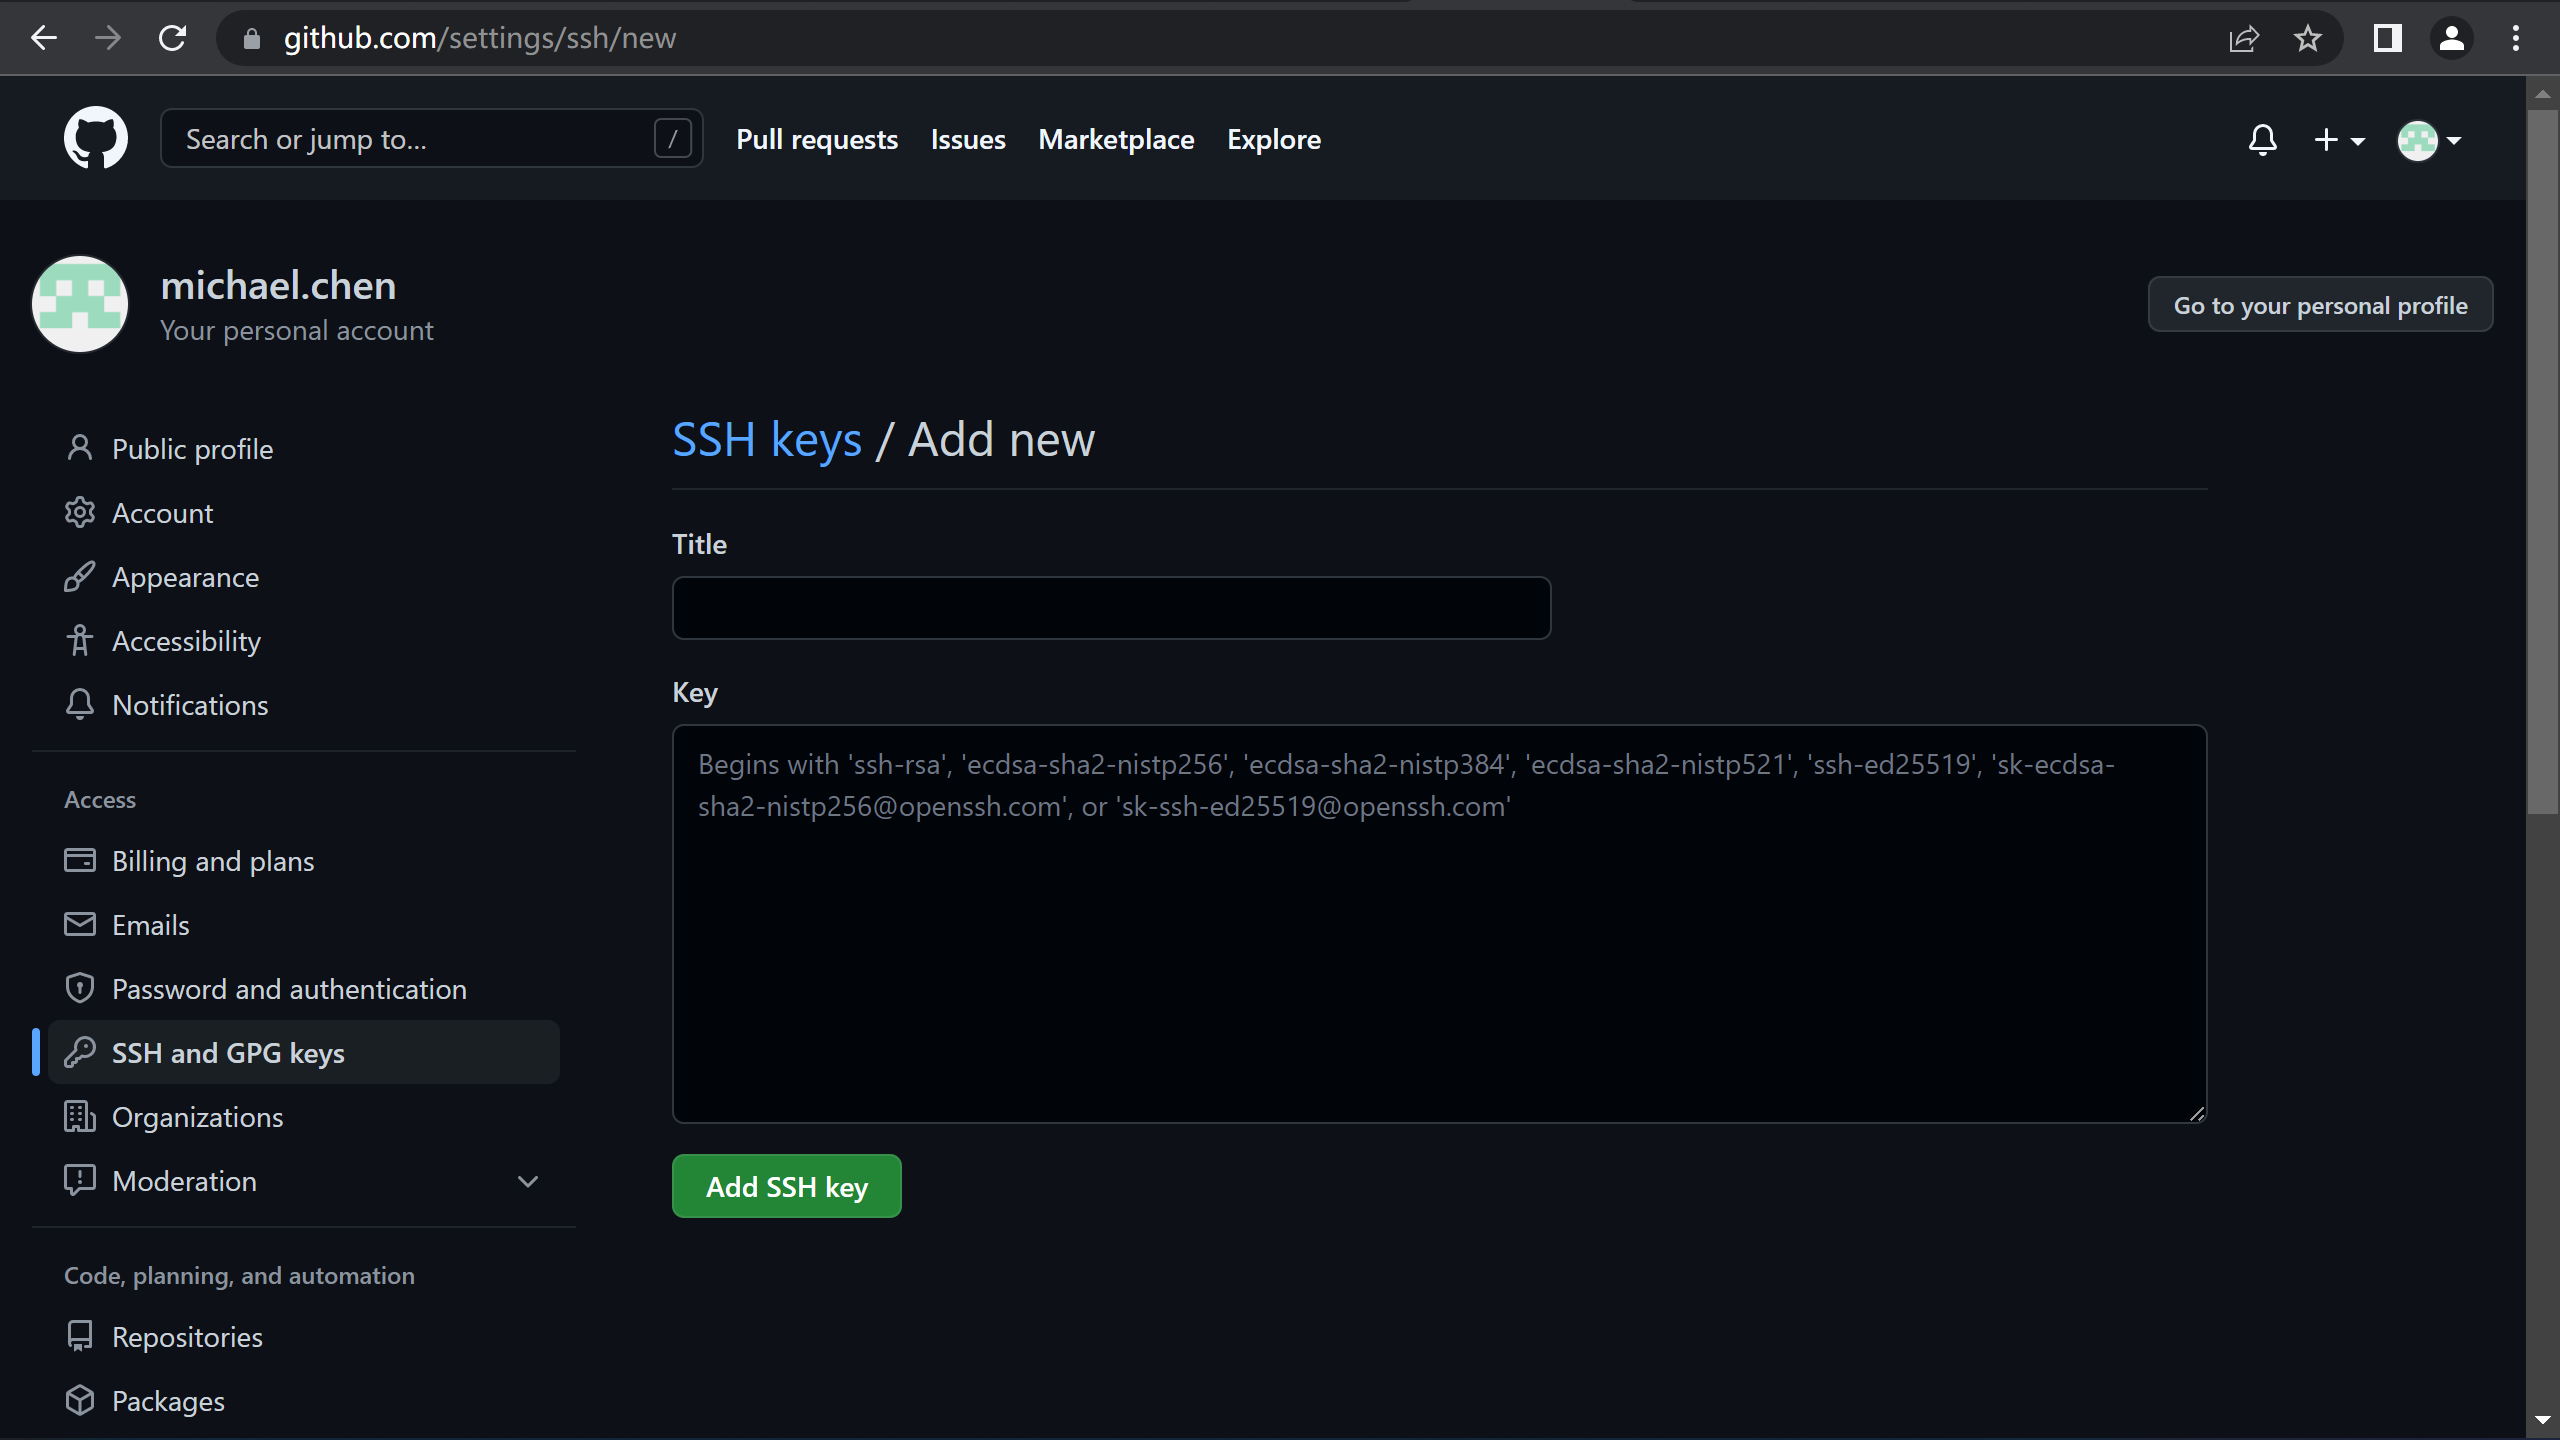 github.com/settings/ssh/new
Search or jump to... /
Pull requests Issues Marketplace Explore
michael.chen
Your personal account
Go to your personal profile
Public profile
Account
Appearance
Accessibility
Notifications
Access
Billing and plans
Emails
Password and authentication
SSH and GPG keys
Organizations
Moderation
Code, planning, and automation
Repositories
Packages
SSH keys / Add new
Title
Key
Begins with 'ssh-rsa', 'ecdsa-sha2-nistp256', 'ecdsa-sha2-nistp384', 'ecdsa-sha2-nistp521', 'ssh-ed25519', 'sk-ecdsa-
sha2-nistp256@openssh.com', or 'sk-ssh-ed25519@openssh.com'
Add SSH key